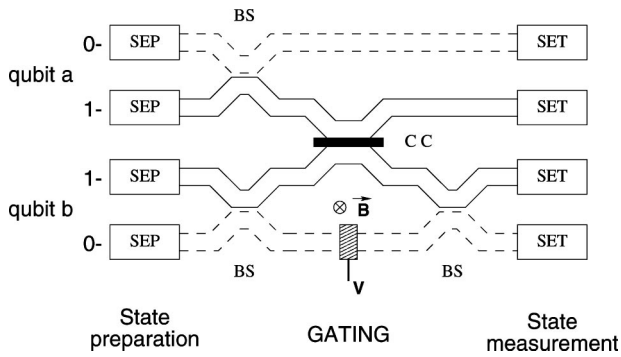 BS
0- SEP SET
qubit a
1- SEP SET
C C
1- SEP SET
qubit b
B
0- SEP SET
BS BS
V
State preparation GATING State measurement